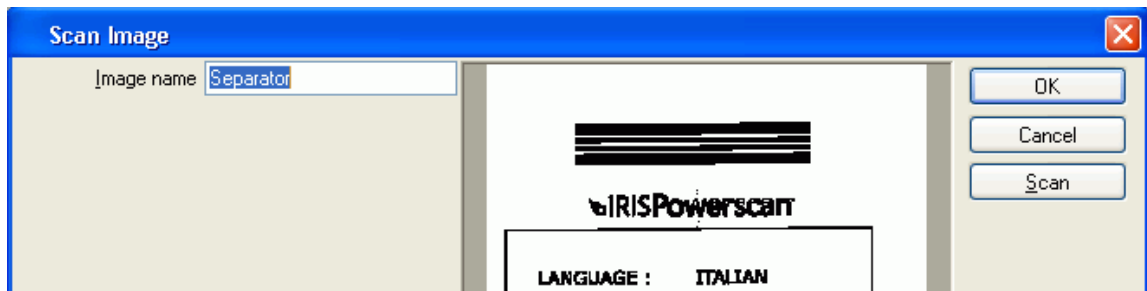 Scan Image
Image name Separator
OK
Cancel
Scan
IRISPowerscan
LANGUAGE : ITALIAN